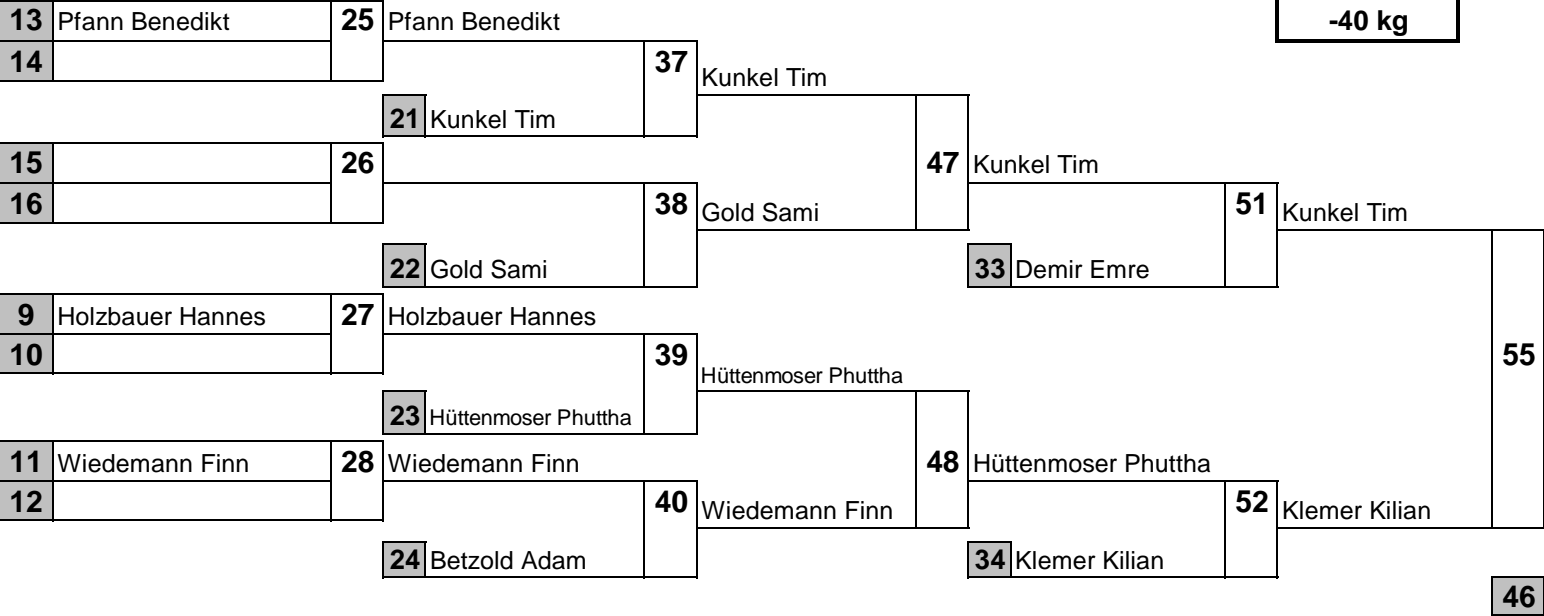 13 Pfann Benedikt 25 Pfann Benedikt -40 kg
14 37 Kunkel Tim
21 Kunkel Tim
15 26 47 Kunkel Tim
16 38 Gold Sami 51 Kunkel Tim
22 Gold Sami 33 Demir Emre
9 Holzbauer Hannes 27 Holzbauer Hannes
10 39 Hüttenmoser Phuttha 55
23 Hüttenmoser Phuttha
11 Wiedemann Finn 28 Wiedemann Finn 48 Hüttenmoser Phuttha
12 40 Wiedemann Finn 52 Klemer Kilian
24 Betzold Adam 34 Klemer Kilian
46